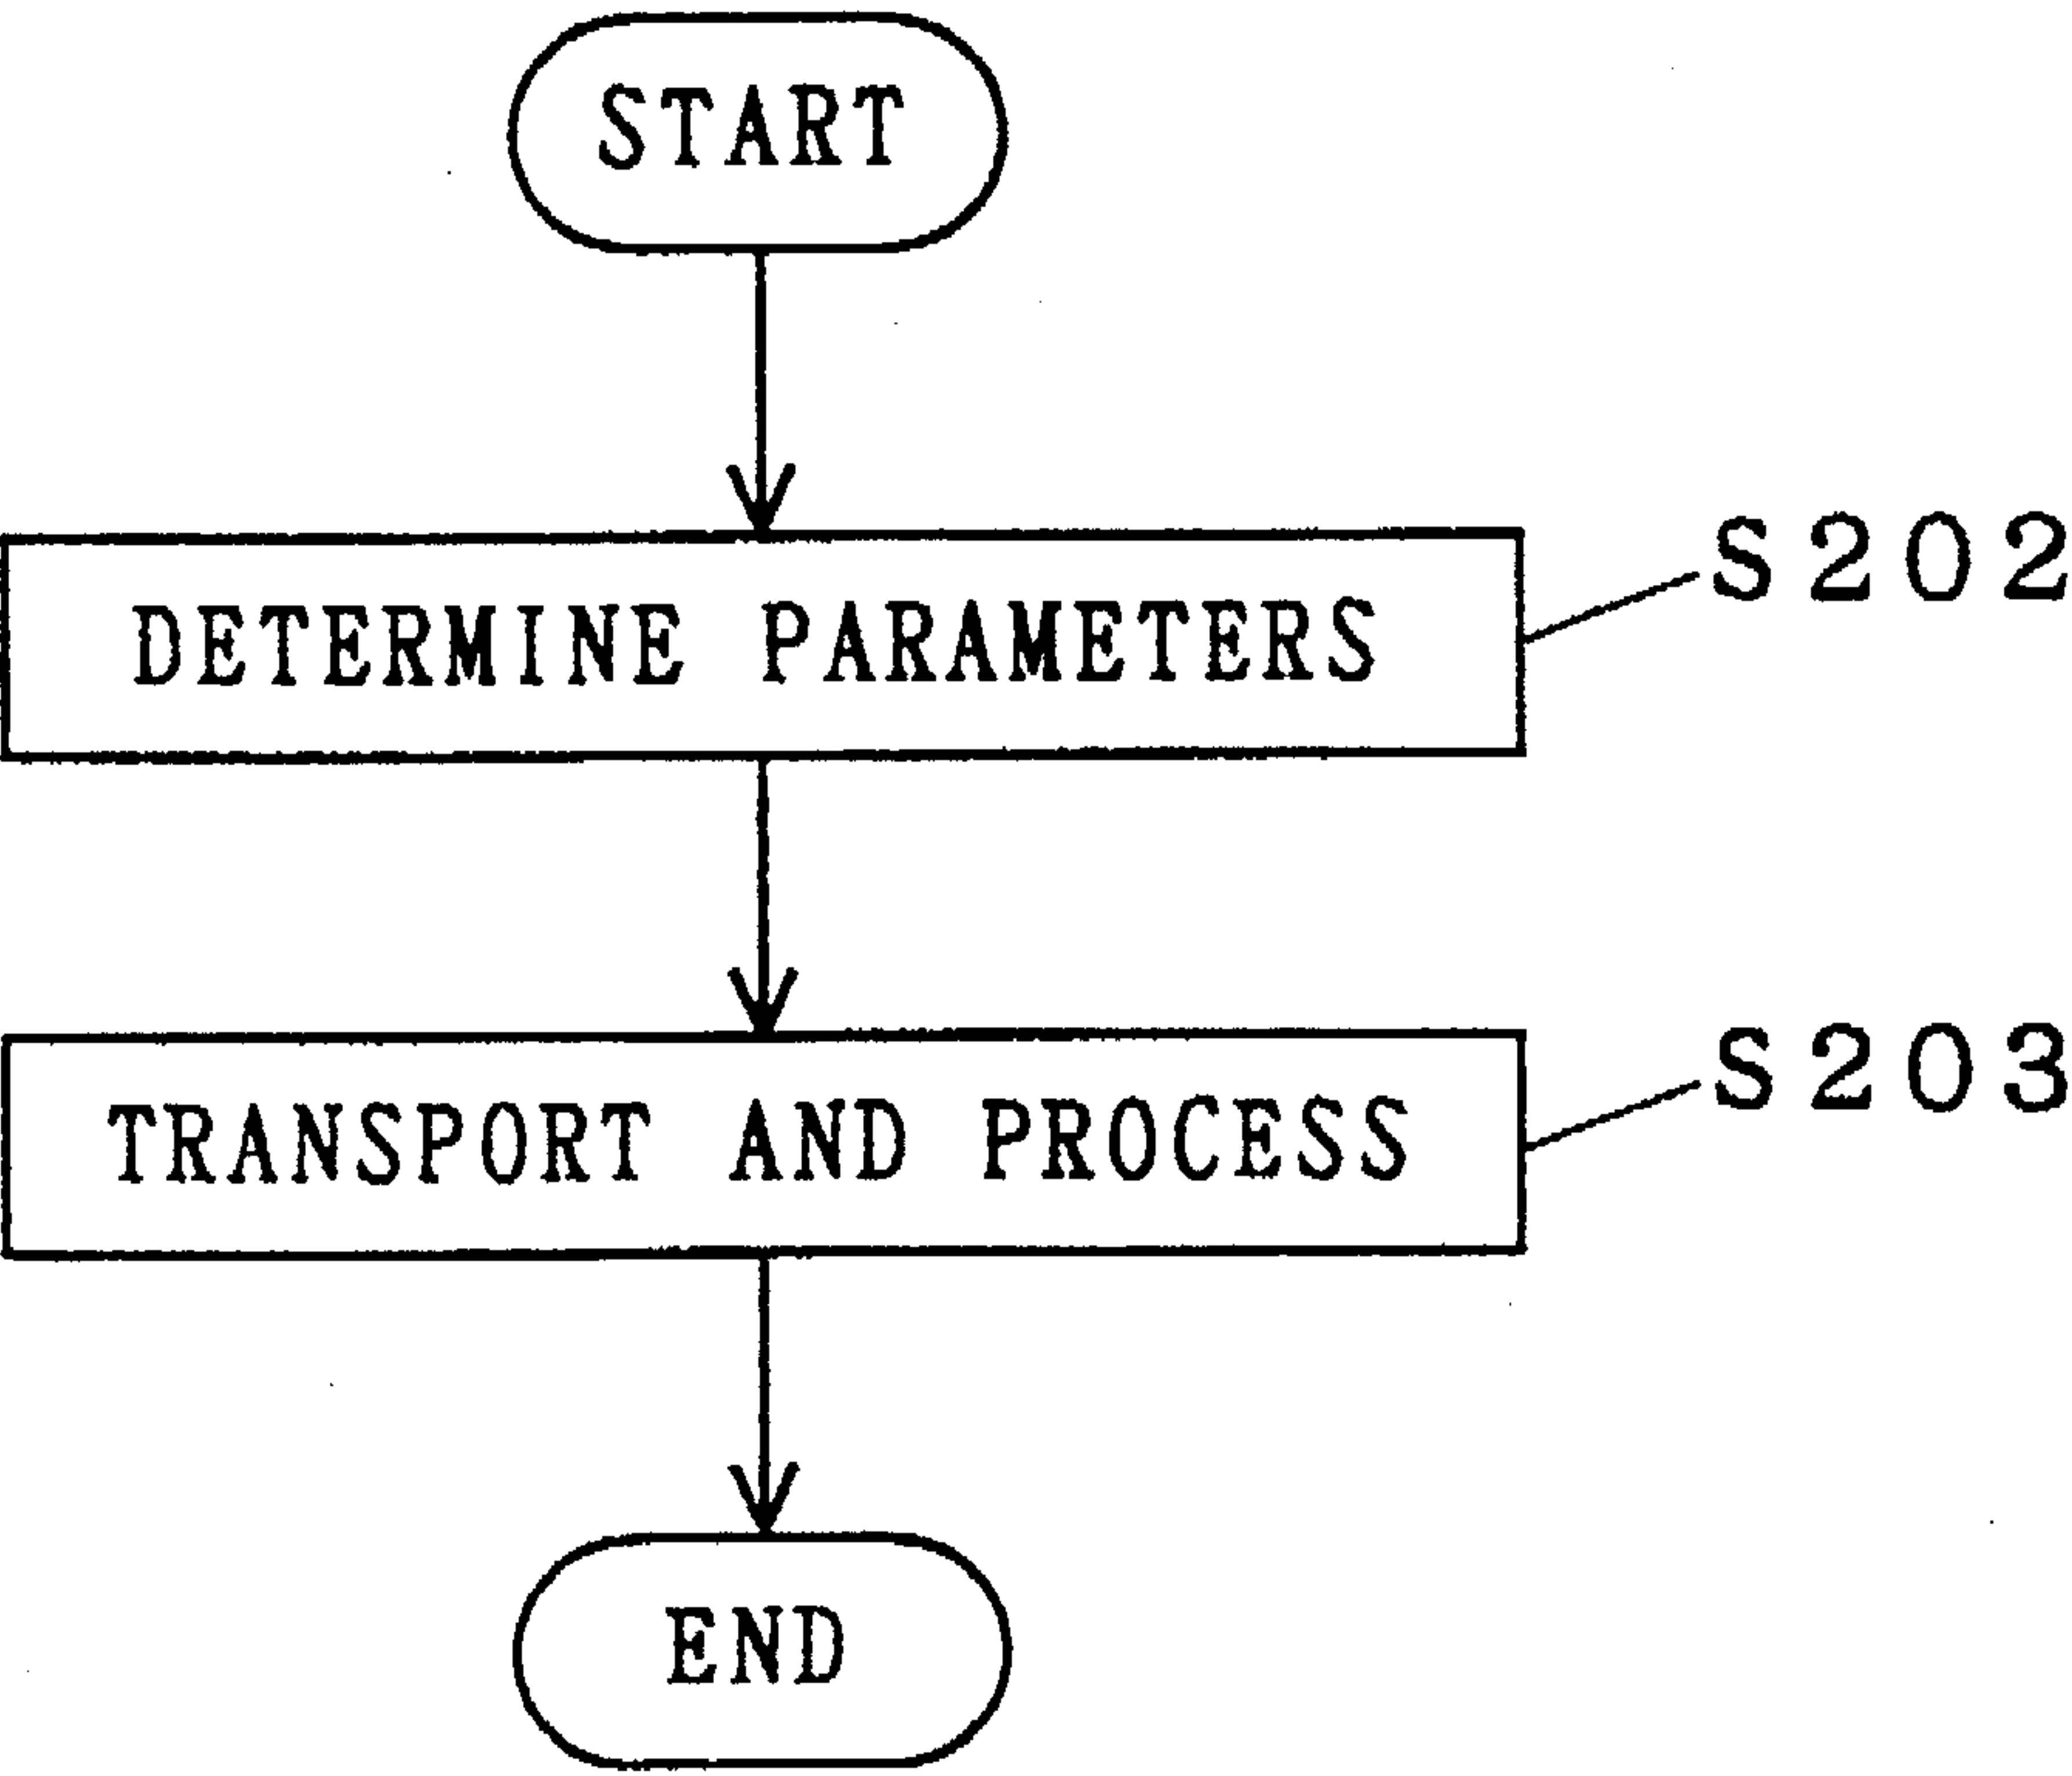 START
DETERMINE PARAMETERS
S202
TRANSPORT AND PROCESS
S203
END